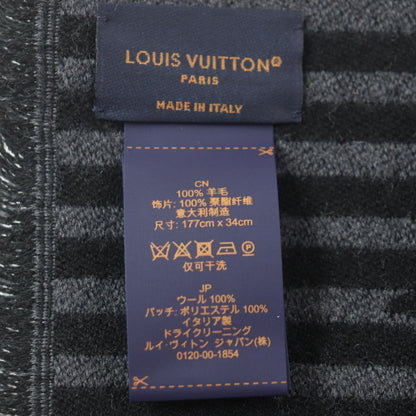 LOUIS VUITTON®
PARIS
MADE IN ITALY
CN
100% 羊毛
饰片: 100% 聚酯纤维
意大利制造
尺寸: 177cm x 34cm
仅可干洗
JP
ウール 100%
パッチ: ポリエステル 100%
イタリア製
ドライクリーニング
ルイ・ヴィトン ジャパン(株)
0120-00-1854